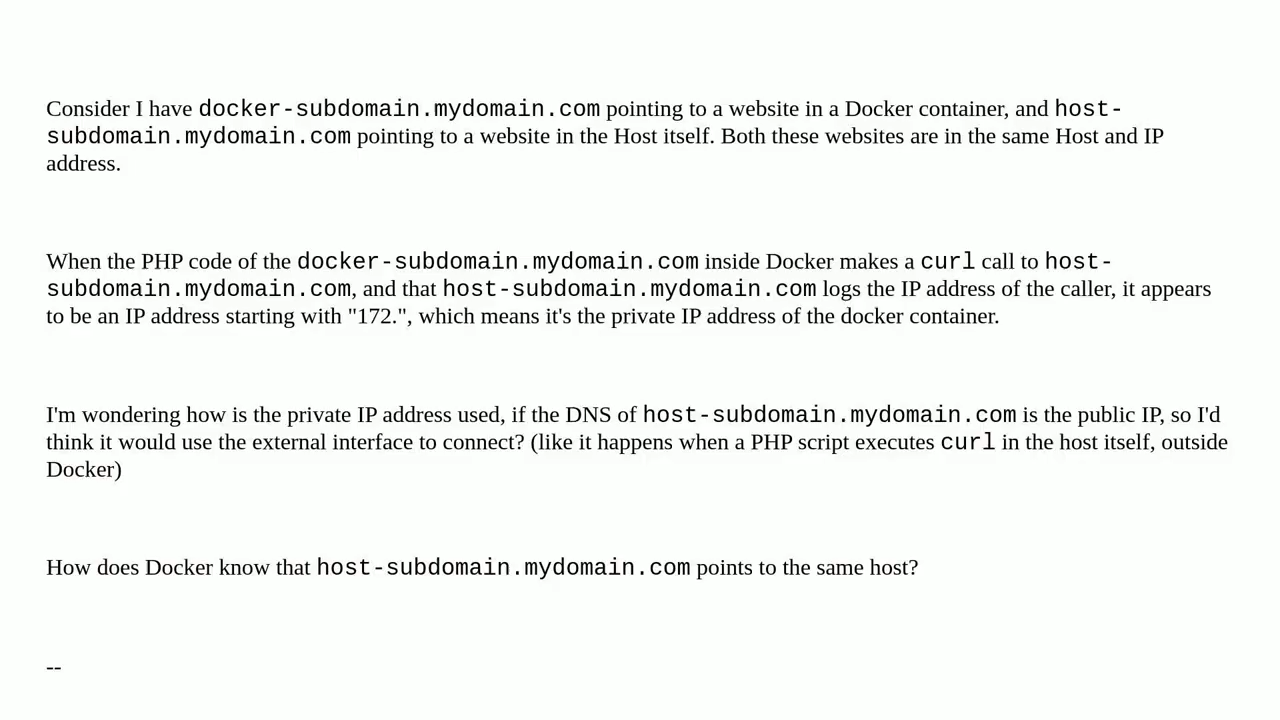 Consider I have docker-subdomain.mydomain.com pointing to a website in a Docker container, and host-
subdomain.mydomain.com pointing to a website in the Host itself. Both these websites are in the same Host and IP
address.
When the PHP code of the docker-subdomain.mydomain.com inside Docker makes a curl call to host-
subdomain.mydomain.com, and that host-subdomain.mydomain.com logs the IP address of the caller, it appears
to be an IP address starting with "172.", which means it's the private IP address of the docker container.
I'm wondering how is the private IP address used, if the DNS of host-subdomain.mydomain.com is the public IP, so I'd
think it would use the external interface to connect? (like it happens when a PHP script executes curl in the host itself, outside
Docker)
How does Docker know that host-subdomain.mydomain.com points to the same host?
--